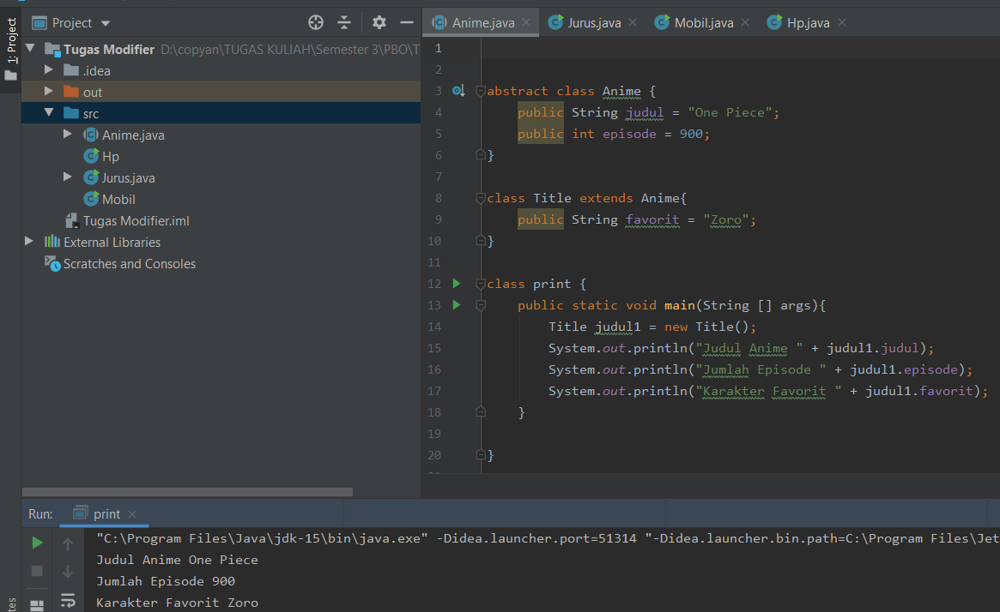 1: Project
Project
Tugas Modifier D:\copyan\TUGAS KULIAH\Semester 3\PBO\T
.idea
out
src
Anime.java
Hp
Jurus.java
Mobil
Tugas Modifier.iml
External Libraries
Scratches and Consoles
Anime.java Jurus.java Mobil.java Hp.java
1
2
3 abstract class Anime {
4 public String judul = "One Piece";
5 public int episode = 900;
6 }
7
8 class Title extends Anime{
9 public String favorit = "Zoro";
10 }
11
12 class print {
13 public static void main(String [] args){
14 Title judul1 = new Title();
15 System.out.println("Judul Anime " + judul1.judul);
16 System.out.println("Jumlah Episode " + judul1.episode);
17 System.out.println("Karakter Favorit " + judul1.favorit);
18 }
19
20 }
Run: print
"C:\Program Files\Java\jdk-15\bin\java.exe" -Didea.launcher.port=51314 "-Didea.launcher.bin.path=C:\Program Files\Jet
Judul Anime One Piece
Jumlah Episode 900
Karakter Favorit Zoro